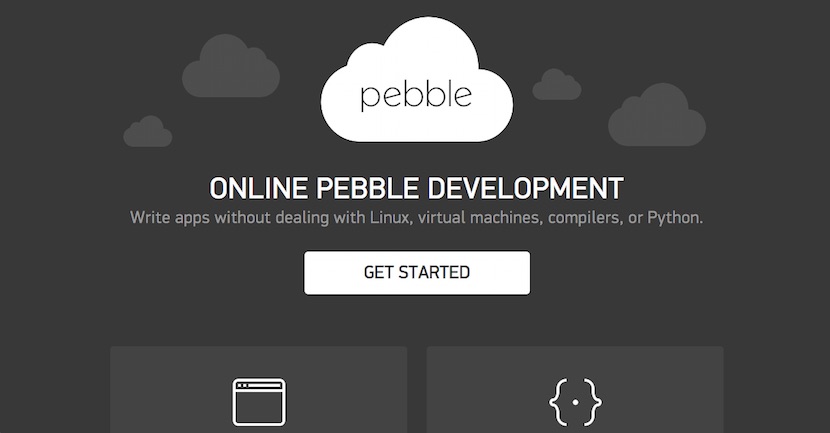 pebble
ONLINE PEBBLE DEVELOPMENT
Write apps without dealing with Linux, virtual machines, compilers, or Python.
GET STARTED